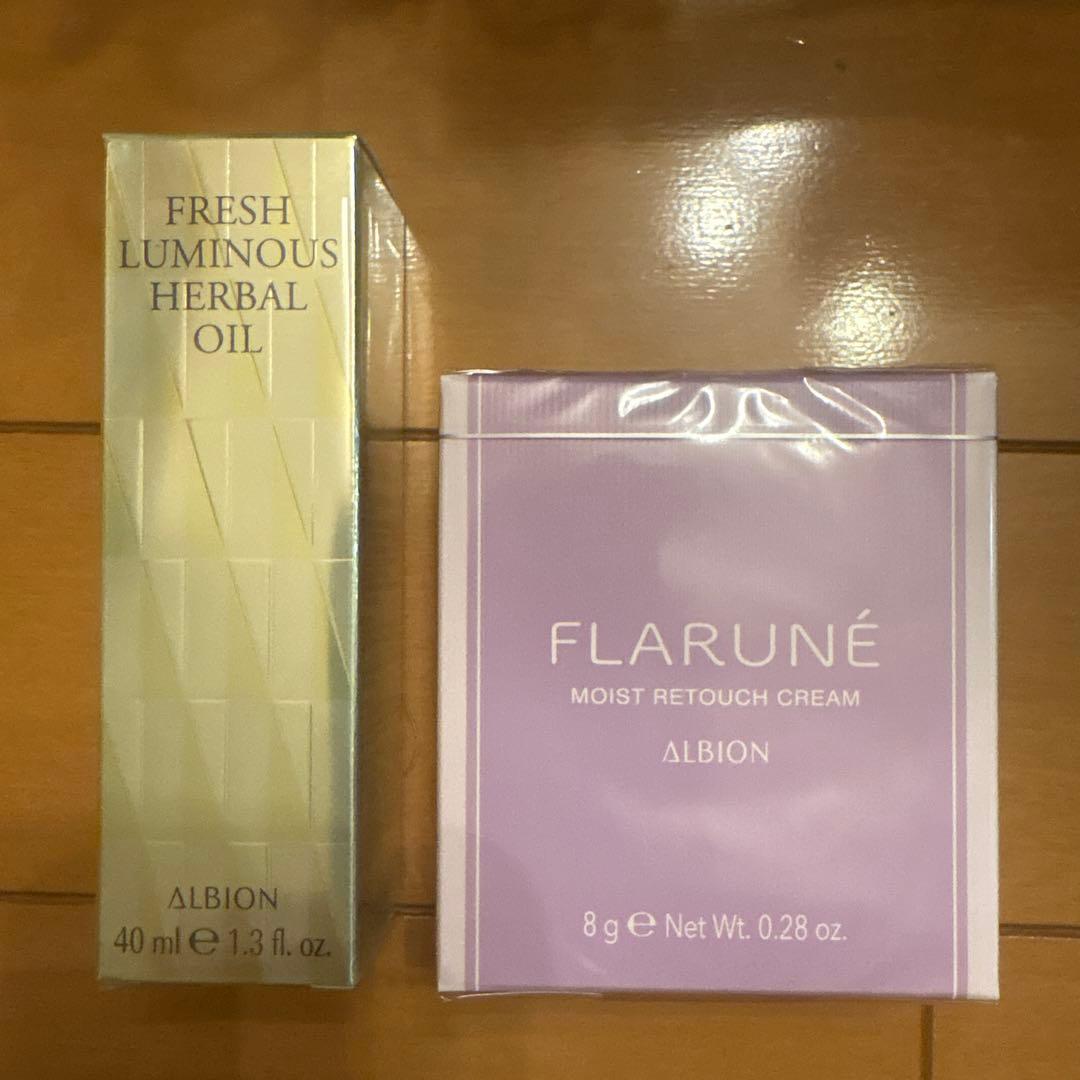 FRESH
LUMINOUS
HERBAL
OIL
ALBION
40 ml ℮ 1.3 fl. oz.
FLARUNÉ
MOIST RETOUCH CREAM
ALBION
8 g ℮ Net Wt. 0.28 oz.